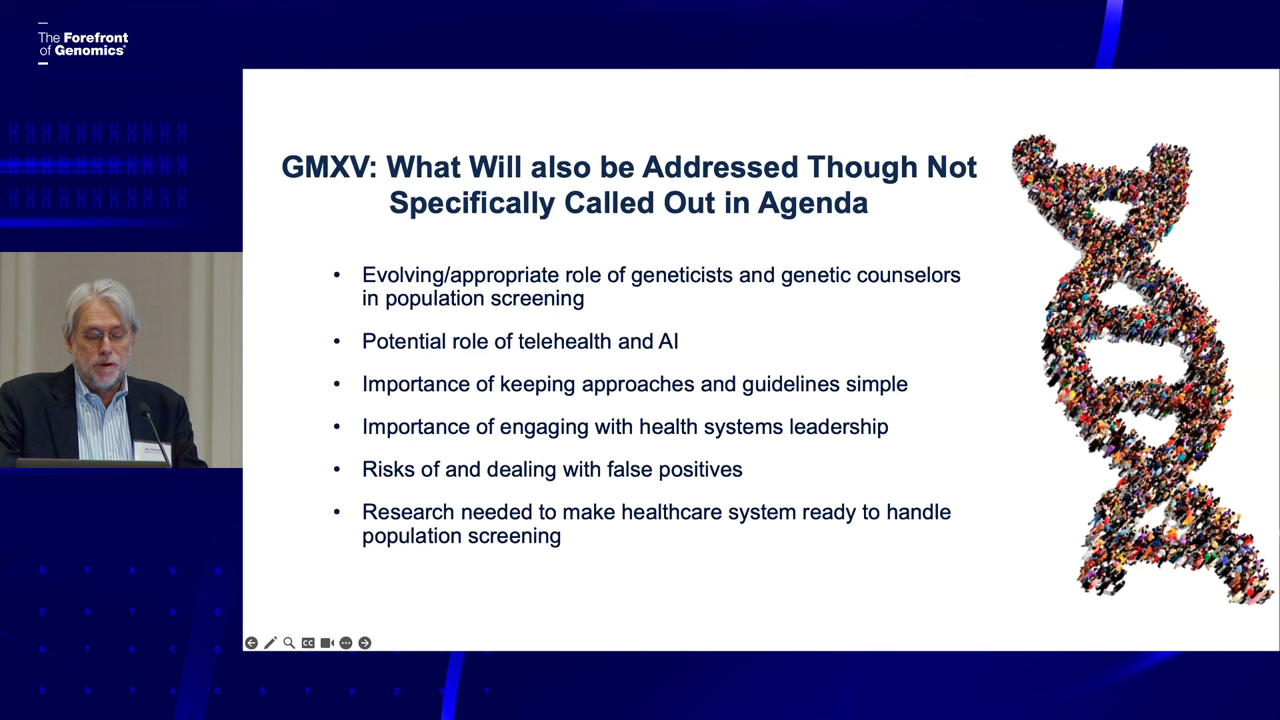 The Forefront
of Genomics
GMXV: What Will also be Addressed Though Not
Specifically Called Out in Agenda
• Evolving/appropriate role of geneticists and genetic counselors
in population screening
• Potential role of telehealth and AI
• Importance of keeping approaches and guidelines simple
• Importance of engaging with health systems leadership
• Risks of and dealing with false positives
• Research needed to make healthcare system ready to handle
population screening